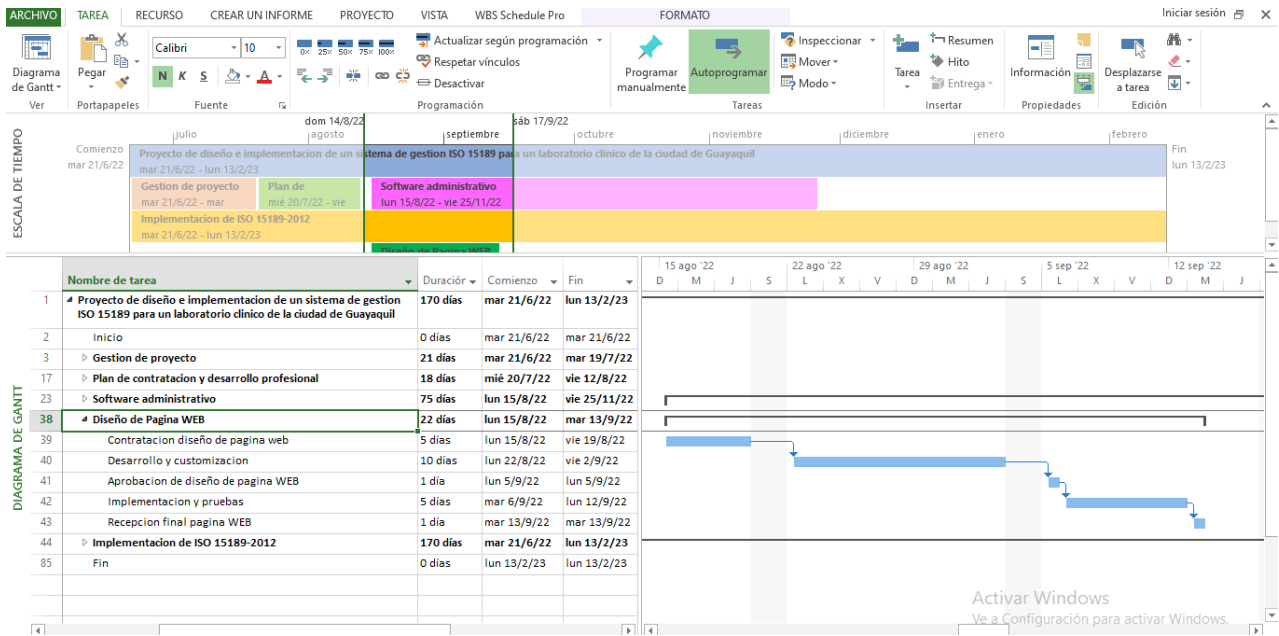 ARCHIVO TAREA RECURSO CREAR UN INFORME PROYECTO VISTA WBS Schedule Pro FORMATO Iniciar sesión
Diagrama de Gantt
Ver
Pegar
Portapapeles
Calibri 10
N K S A
Fuente
0% 25% 50% 75% 100%
Actualizar según programación
Respetar vínculos
Desactivar
Programación
Programar manualmente
Autoprogramar
Inspeccionar
Mover
Modo
Tareas
Tarea
Resumen
Hito
Entrega
Insertar
Información
Propiedades
Desplazarse a tarea
Edición
ESCALA DE TIEMPO
dom 14/8/22 sáb 17/9/22
julio agosto septiembre octubre noviembre diciembre enero febrero
Comienzo
mar 21/6/22
Proyecto de diseño e implementacion de un sistema de gestion ISO 15189 para un laboratorio clinico de la ciudad de Guayaquil
mar 21/6/22 - lun 13/2/23
Fin
lun 13/2/23
Gestion de proyecto
mar 21/6/22 - mar
Plan de
mié 20/7/22 - vie
Software administrativo
lun 15/8/22 - vie 25/11/22
Implementacion de ISO 15189-2012
mar 21/6/22 - lun 13/2/23
Diseño de Pagina WEB
DIAGRAMA DE GANTT
Nombre de tarea Duración Comienzo Fin
15 ago '22 22 ago '22 29 ago '22 5 sep '22 12 sep '22
D M J S L X V D M J S L X V D M J
1 Proyecto de diseño e implementacion de un sistema de gestion 170 días mar 21/6/22 lun 13/2/23
ISO 15189 para un laboratorio clinico de la ciudad de Guayaquil
2 Inicio 0 días mar 21/6/22 mar 21/6/22
3 Gestion de proyecto 21 días mar 21/6/22 mar 19/7/22
17 Plan de contratacion y desarrollo profesional 18 días mié 20/7/22 vie 12/8/22
23 Software administrativo 75 días lun 15/8/22 vie 25/11/22
38 Diseño de Pagina WEB 22 días lun 15/8/22 mar 13/9/22
39 Contratacion diseño de pagina web 5 días lun 15/8/22 vie 19/8/22
40 Desarrollo y customizacion 10 días lun 22/8/22 vie 2/9/22
41 Aprobacion de diseño de pagina WEB 1 día lun 5/9/22 lun 5/9/22
42 Implementacion y pruebas 5 días mar 6/9/22 lun 12/9/22
43 Recepcion final pagina WEB 1 día mar 13/9/22 mar 13/9/22
44 Implementacion de ISO 15189-2012 170 días mar 21/6/22 lun 13/2/23
85 Fin 0 días lun 13/2/23 lun 13/2/23
Activar Windows
Ve a Configuración para activar Windows.